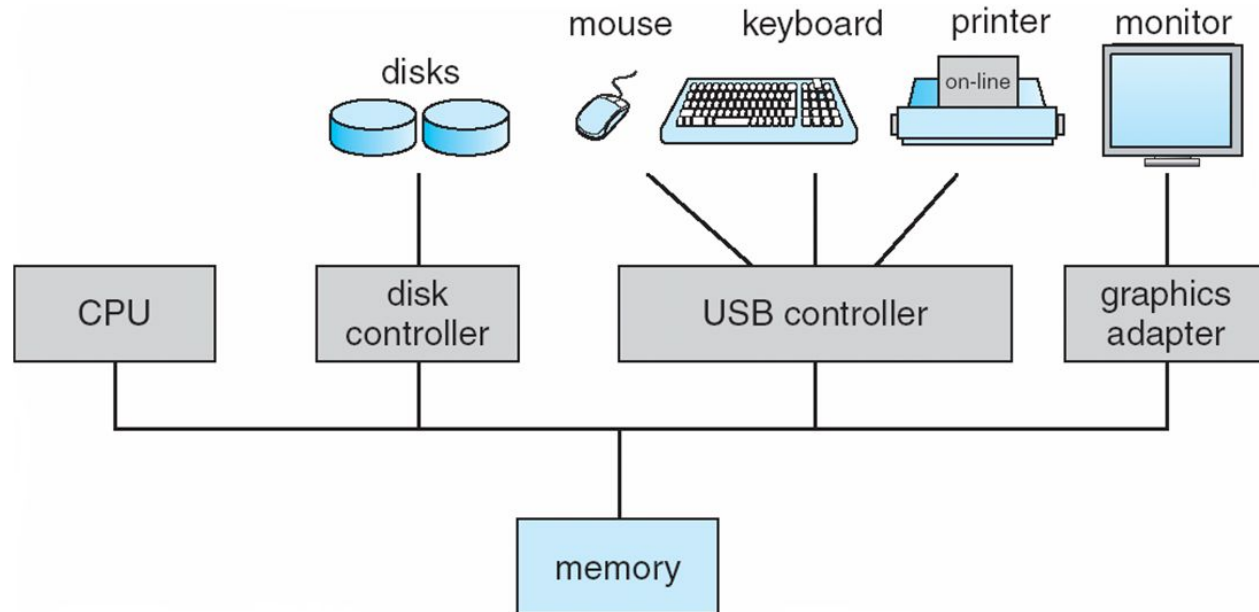 mouse
keyboard
printer
monitor
disks
on-line
CPU
disk
controller
USB controller
graphics
adapter
memory